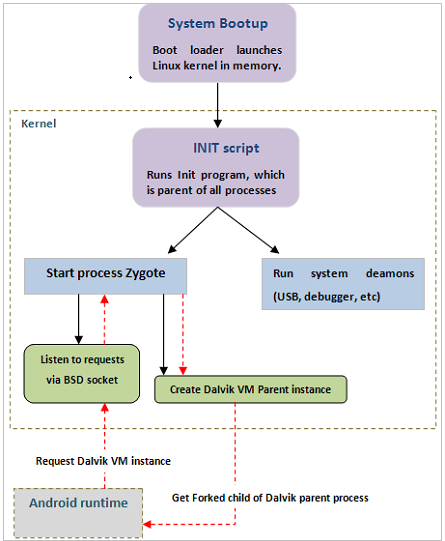 System Bootup
Boot loader launches
Linux kernel in memory.
Kernel
INIT script
Runs Init program, which
is parent of all processes
Start process Zygote
Run system deamons
(USB, debugger, etc)
Listen to requests
via BSD socket
Create Dalvik VM Parent instance
Request Dalvik VM instance
Android runtime
Get Forked child of Dalvik parent process